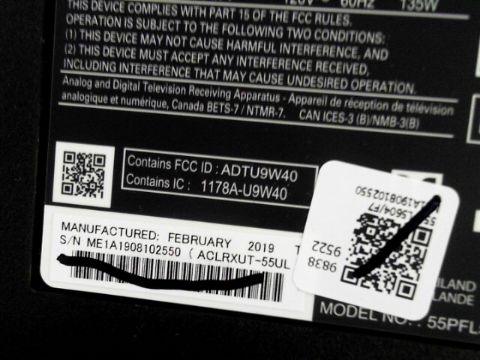 120V~ 60Hz 135W
THIS DEVICE COMPLIES WITH PART 15 OF THE FCC RULES.
OPERATION IS SUBJECT TO THE FOLLOWING TWO CONDITIONS:
(1) THIS DEVICE MAY NOT CAUSE HARMFUL INTERFERENCE, AND
(2) THIS DEVICE MUST ACCEPT ANY INTERFERENCE RECEIVED,
INCLUDING INTERFERENCE THAT MAY CAUSE UNDESIRED OPERATION.
Analog and Digital Television Receiving Apparatus - Appareil de réception de télévision
analogique et numérique, Canada BETS-7 / NTMR-7. CAN ICES-3 (B)/NMB-3(B)
Contains FCC ID : ADTU9W40
Contains IC : 1178A-U9W40
MANUFACTURED: FEBRUARY 2019
S/N ME1A1908102550 ( ACLRXUT-55UL
5604/F7
1A1908102550
9838
9522
MODEL NO. : 55PFL